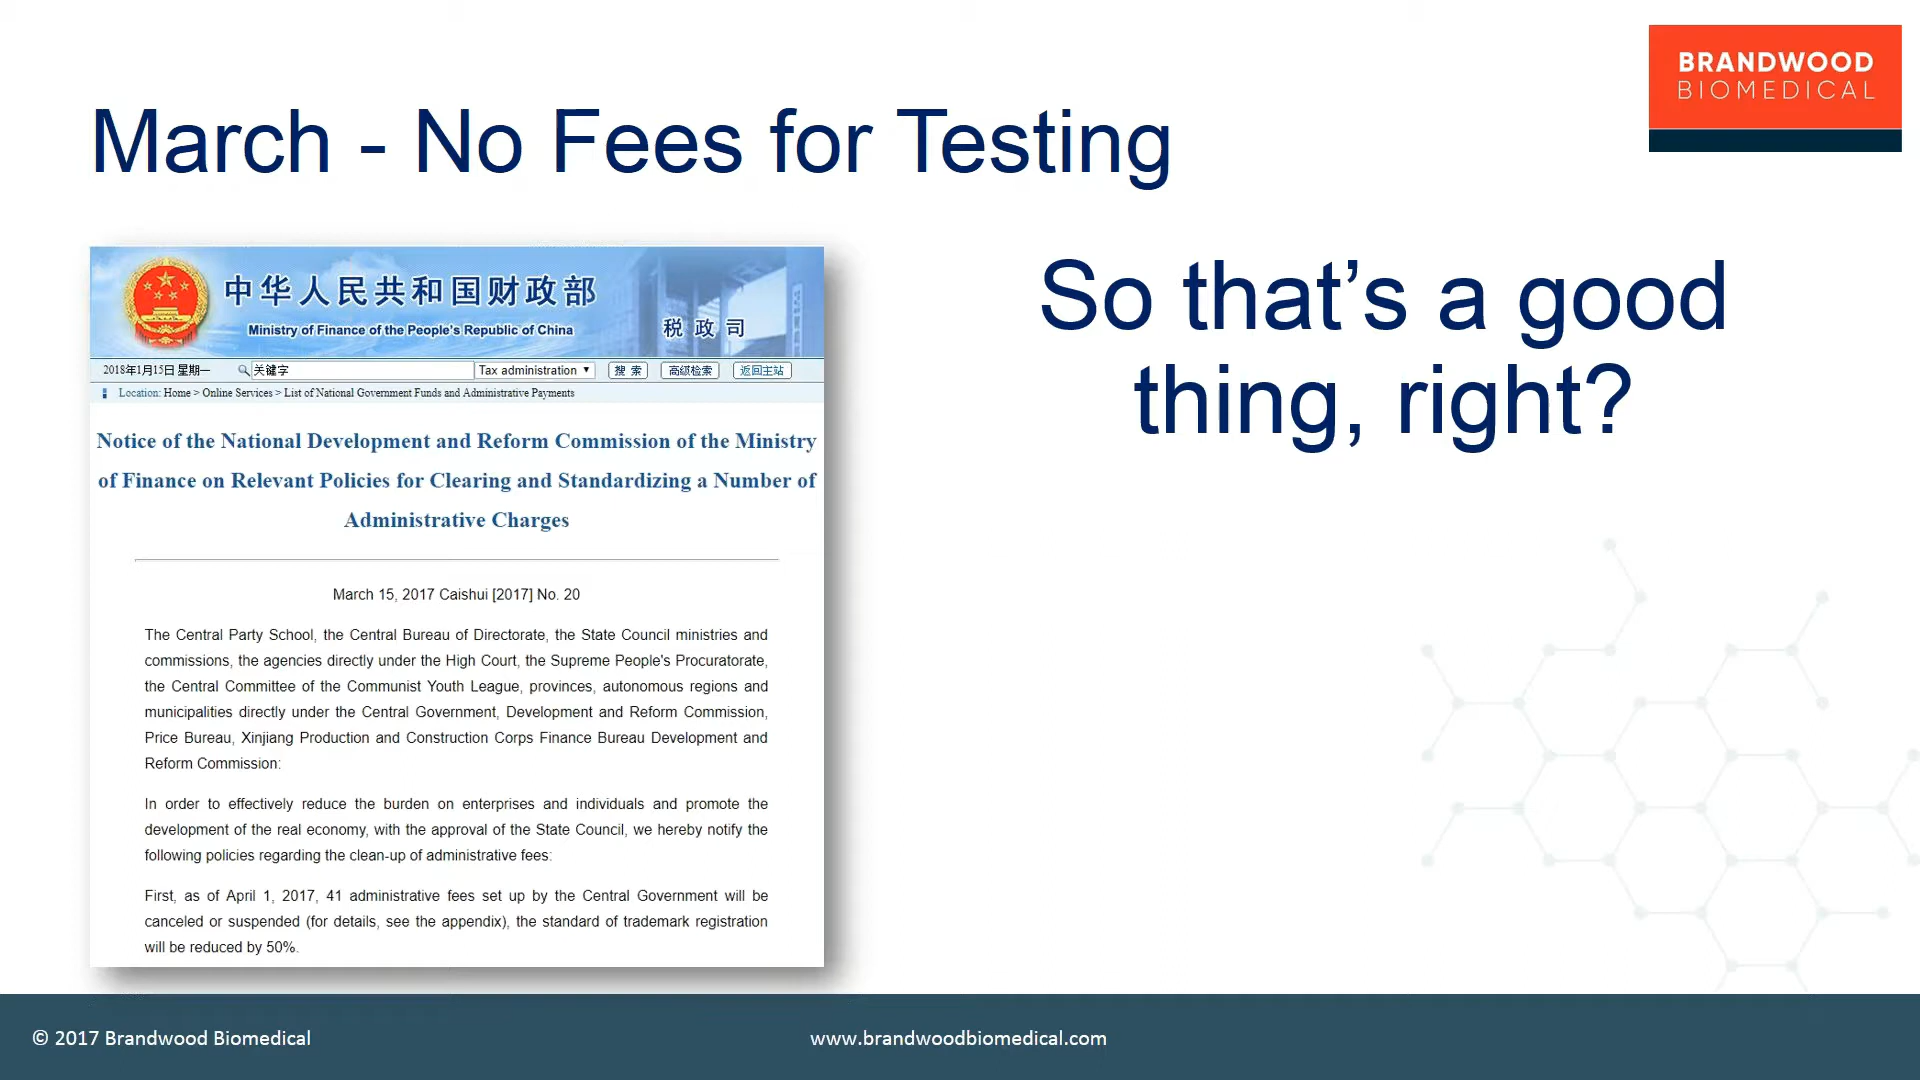 BRANDWOOD
BIOMEDICAL
March - No Fees for Testing
中华人民共和国财政部
Ministry of Finance of the People's Republic of China
税 政 司
2018年1月15日 星期一 关键字 Tax administration 搜 索 高级检索 返回主站
Location: Home > Online Services > List of National Government Funds and Administrative Payments
Notice of the National Development and Reform Commission of the Ministry
of Finance on Relevant Policies for Clearing and Standardizing a Number of
Administrative Charges
March 15, 2017 Caishui [2017] No. 20
The Central Party School, the Central Bureau of Directorate, the State Council ministries and
commissions, the agencies directly under the High Court, the Supreme People's Procuratorate,
the Central Committee of the Communist Youth League, provinces, autonomous regions and
municipalities directly under the Central Government, Development and Reform Commission,
Price Bureau, Xinjiang Production and Construction Corps Finance Bureau Development and
Reform Commission:
In order to effectively reduce the burden on enterprises and individuals and promote the
development of the real economy, with the approval of the State Council, we hereby notify the
following policies regarding the clean-up of administrative fees:
First, as of April 1, 2017, 41 administrative fees set up by the Central Government will be
canceled or suspended (for details, see the appendix), the standard of trademark registration
will be reduced by 50%.
So that’s a good
thing, right?
© 2017 Brandwood Biomedical
www.brandwoodbiomedical.com